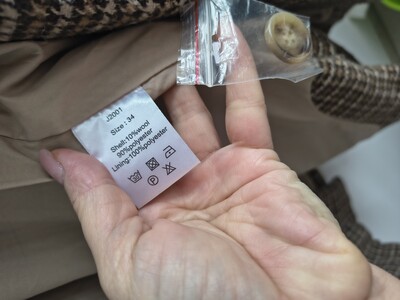 J2001
Size : 34
Shell:10%wool
90%polyester
Lining:100%polyester